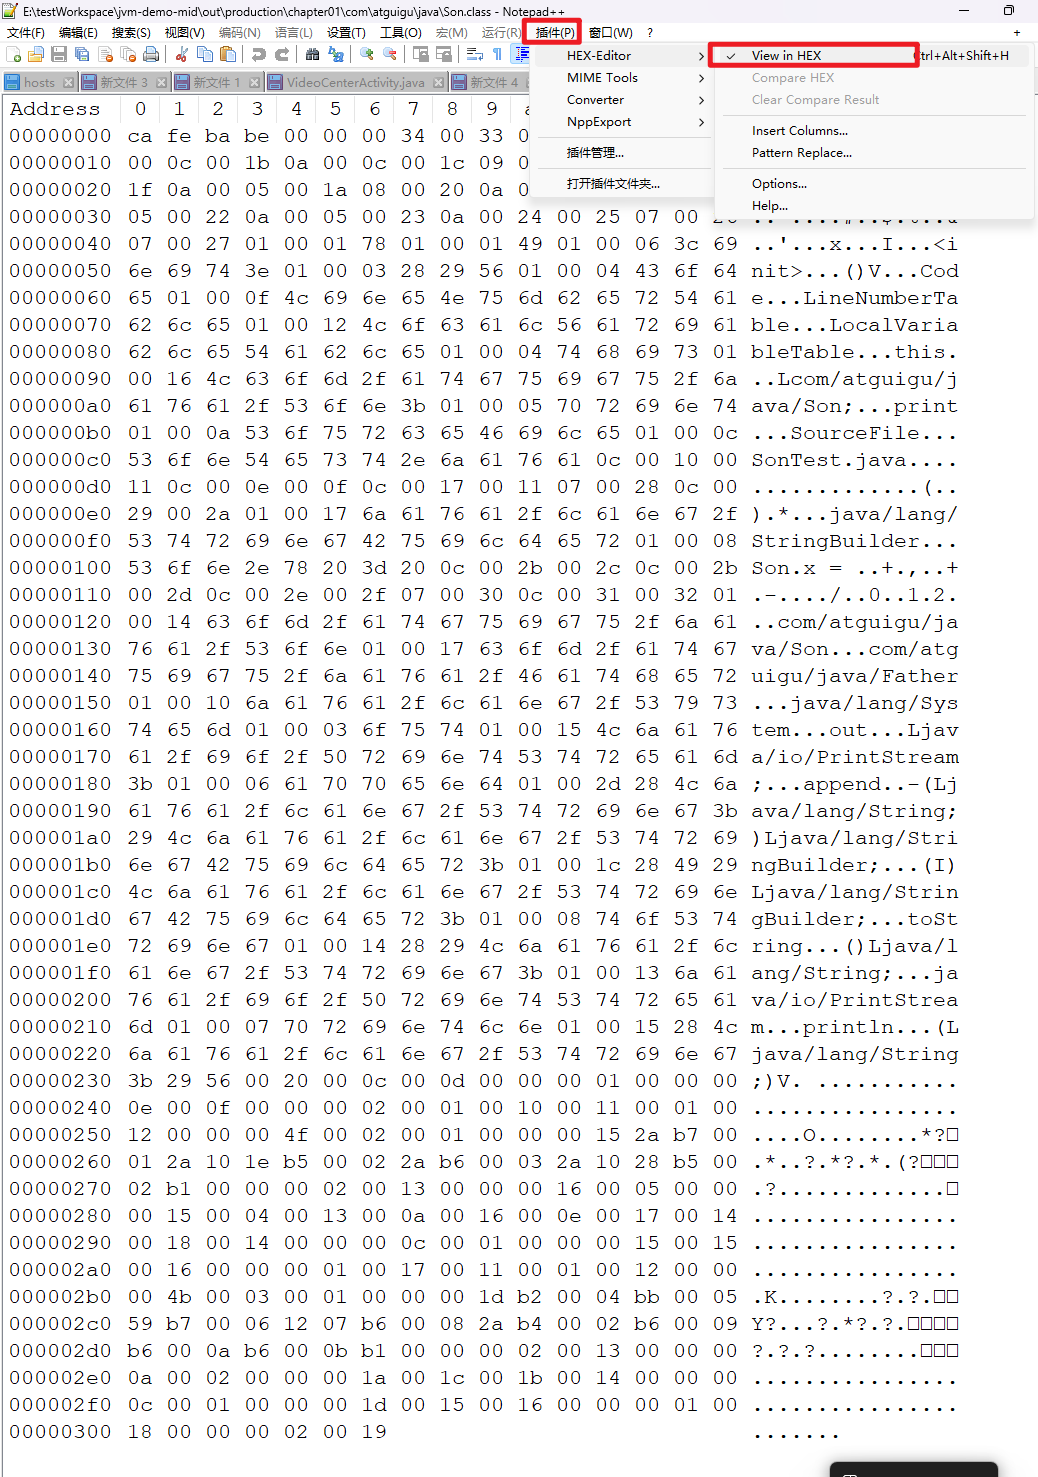 E:\testWorkspace\jvm-demo-mid\out\production\chapter01\com\atguigu\java\Son.class - Notepad++
文件(F) 编辑(E) 搜索(S) 视图(V) 编码(N) 语言(L) 设置(T) 工具(O) 宏(M) 运行(R) 插件(P) 窗口(W) ? +
hosts 新文件 3 新文件 1 VideoCenterActivity.java 新文件 4
HEX-Editor
MIME Tools
Converter
NppExport
插件管理...
打开插件文件夹...
View in HEX Ctrl+Alt+Shift+H
Compare HEX
Clear Compare Result
Insert Columns...
Pattern Replace...
Options...
Help...
Address 0 1 2 3 4 5 6 7 8 9 a
00000000 ca fe ba be 00 00 00 34 00 33 0
00000010 00 0c 00 1b 0a 00 0c 00 1c 09 0
00000020 1f 0a 00 05 00 1a 08 00 20 0a 0
00000030 05 00 22 0a 00 05 00 23 0a 00 24 00 25 07 00 26
00000040 07 00 27 01 00 01 78 01 00 01 49 01 00 06 3c 69 ..'...x...I...<i
00000050 6e 69 74 3e 01 00 03 28 29 56 01 00 04 43 6f 64 nit>...()V...Cod
00000060 65 01 00 0f 4c 69 6e 65 4e 75 6d 62 65 72 54 61 e...LineNumberTa
00000070 62 6c 65 01 00 12 4c 6f 63 61 6c 56 61 72 69 61 ble...LocalVaria
00000080 62 6c 65 54 61 62 6c 65 01 00 04 74 68 69 73 01 bleTable...this.
00000090 00 16 4c 63 6f 6d 2f 61 74 67 75 69 67 75 2f 6a ..Lcom/atguigu/j
000000a0 61 76 61 2f 53 6f 6e 3b 01 00 05 70 72 69 6e 74 ava/Son;...print
000000b0 01 00 0a 53 6f 75 72 63 65 46 69 6c 65 01 00 0c ...SourceFile...
000000c0 53 6f 6e 54 65 73 74 2e 6a 61 76 61 0c 00 10 00 SonTest.java....
000000d0 11 0c 00 0e 00 0f 0c 00 17 00 11 07 00 28 0c 00 .............(..
000000e0 29 00 2a 01 00 17 6a 61 76 61 2f 6c 61 6e 67 2f ).*...java/lang/
000000f0 53 74 72 69 6e 67 42 75 69 6c 64 65 72 01 00 08 StringBuilder...
00000100 53 6f 6e 2e 78 20 3d 20 0c 00 2b 00 2c 0c 00 2b Son.x = ..+.,..+
00000110 00 2d 0c 00 2e 00 2f 07 00 30 0c 00 31 00 32 01 .-..../..0..1.2.
00000120 00 14 63 6f 6d 2f 61 74 67 75 69 67 75 2f 6a 61 ..com/atguigu/ja
00000130 76 61 2f 53 6f 6e 01 00 17 63 6f 6d 2f 61 74 67 va/Son...com/atg
00000140 75 69 67 75 2f 6a 61 76 61 2f 46 61 74 68 65 72 uigu/java/Father
00000150 01 00 10 6a 61 76 61 2f 6c 61 6e 67 2f 53 79 73 ...java/lang/Sys
00000160 74 65 6d 01 00 03 6f 75 74 01 00 15 4c 6a 61 76 tem...out...Ljav
00000170 61 2f 69 6f 2f 50 72 69 6e 74 53 74 72 65 61 6d a/io/PrintStream
00000180 3b 01 00 06 61 70 70 65 6e 64 01 00 2d 28 4c 6a ;...append..-(Lj
00000190 61 76 61 2f 6c 61 6e 67 2f 53 74 72 69 6e 67 3b ava/lang/String;
000001a0 29 4c 6a 61 76 61 2f 6c 61 6e 67 2f 53 74 72 69 )Ljava/lang/Stri
000001b0 6e 67 42 75 69 6c 64 65 72 3b 01 00 1c 28 49 29 ngBuilder;...(I)
000001c0 4c 6a 61 76 61 2f 6c 61 6e 67 2f 53 74 72 69 6e Ljava/lang/Strin
000001d0 67 42 75 69 6c 64 65 72 3b 01 00 08 74 6f 53 74 gBuilder;...toSt
000001e0 72 69 6e 67 01 00 14 28 29 4c 6a 61 76 61 2f 6c ring...()Ljava/l
000001f0 61 6e 67 2f 53 74 72 69 6e 67 3b 01 00 13 6a 61 ang/String;...ja
00000200 76 61 2f 69 6f 2f 50 72 69 6e 74 53 74 72 65 61 va/io/PrintStrea
00000210 6d 01 00 07 70 72 69 6e 74 6c 6e 01 00 15 28 4c m...println...(L
00000220 6a 61 76 61 2f 6c 61 6e 67 2f 53 74 72 69 6e 67 java/lang/String
00000230 3b 29 56 00 20 00 0c 00 0d 00 00 00 01 00 00 00 ;)V. ...........
00000240 0e 00 0f 00 00 00 02 00 01 00 10 00 11 00 01 00 ................
00000250 12 00 00 00 4f 00 02 00 01 00 00 00 15 2a b7 00 ....O........*?□
00000260 01 2a 10 1e b5 00 02 2a b6 00 03 2a 10 28 b5 00 .*..?.*?.*.(?□□□
00000270 02 b1 00 00 00 02 00 13 00 00 00 16 00 05 00 00 .?.............□
00000280 00 15 00 04 00 13 00 0a 00 16 00 0e 00 17 00 14 ................
00000290 00 18 00 14 00 00 00 0c 00 01 00 00 00 15 00 15 ................
000002a0 00 16 00 00 00 01 00 17 00 11 00 01 00 12 00 00 ................
000002b0 00 4b 00 03 00 01 00 00 00 1d b2 00 04 bb 00 05 .K........?.?.□□
000002c0 59 b7 00 06 12 07 b6 00 08 2a b4 00 02 b6 00 09 Y?...?.*?.?.□□□□
000002d0 b6 00 0a b6 00 0b b1 00 00 00 02 00 13 00 00 00 ?.?.?........□□□
000002e0 0a 00 02 00 00 00 1a 00 1c 00 1b 00 14 00 00 00 ................
000002f0 0c 00 01 00 00 00 1d 00 15 00 16 00 00 00 01 00 ................
00000300 18 00 00 00 02 00 19 .......